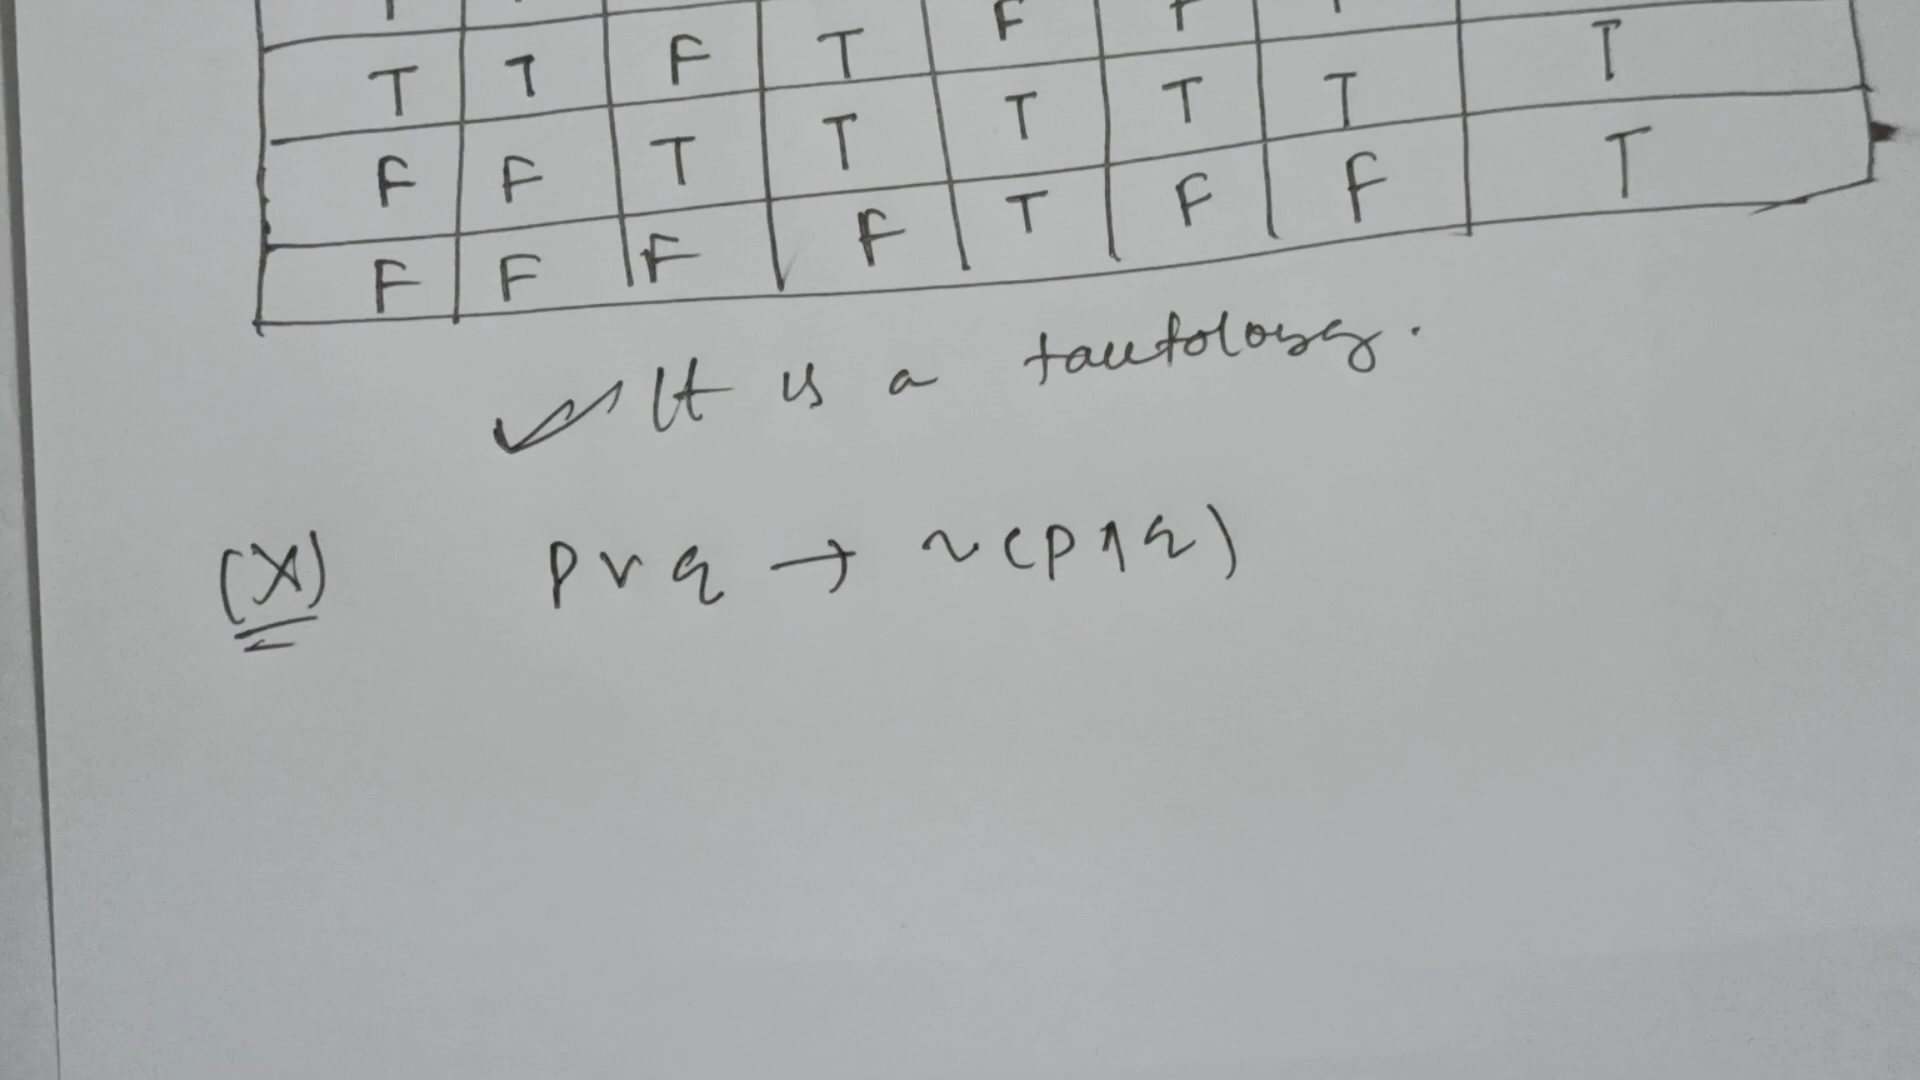 T T F T F F T T
F F T T T T T T
F F F F T F F T
It is a tautology.
(X) p ∨ q → ~(p ∧ q)